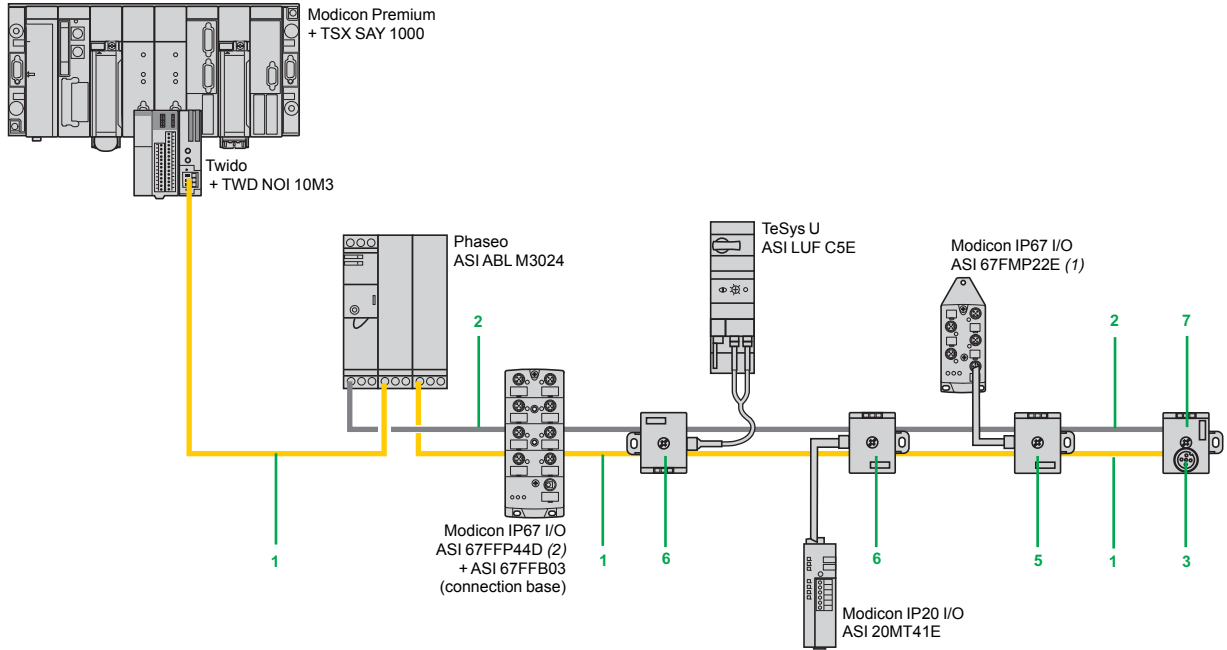 Modicon Premium
+ TSX SAY 1000
Twido
+ TWD NOI 10M3
Phaseo
ASI ABL M3024
TeSys U
ASI LUF C5E
Modicon IP67 I/O
ASI 67FMP22E (1)
2
2
7
Modicon IP67 I/O
ASI 67FFP44D (2)
+ ASI 67FFB03
(connection base)
1
1
6
6
5
1
3
Modicon IP20 I/O
ASI 20MT41E